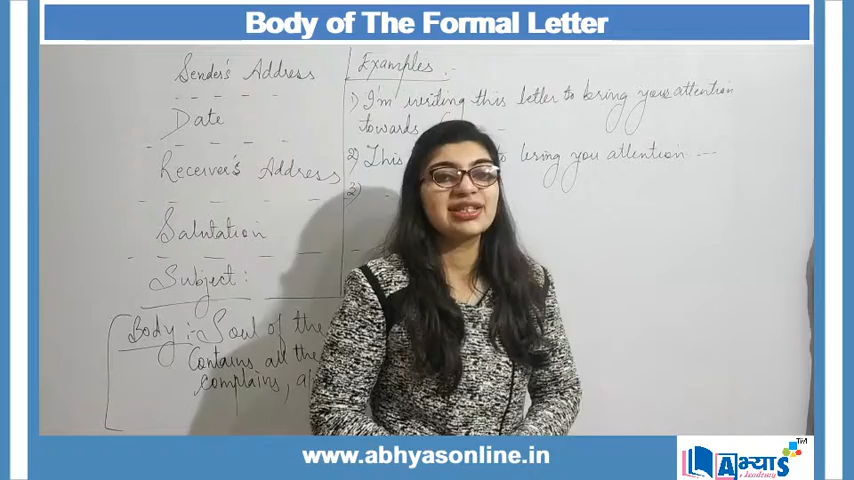 Body of The Formal Letter
Sender's Address
Date
Receiver's Address
Salutation
Subject:
Body :- Soul of the
Contains all the
complains,
Examples :-
1) I'm writing this letter to bring your attention
towards
2) This bring you attention ---
3)
www.abhyasonline.in
अभ्याS
Academy
TM